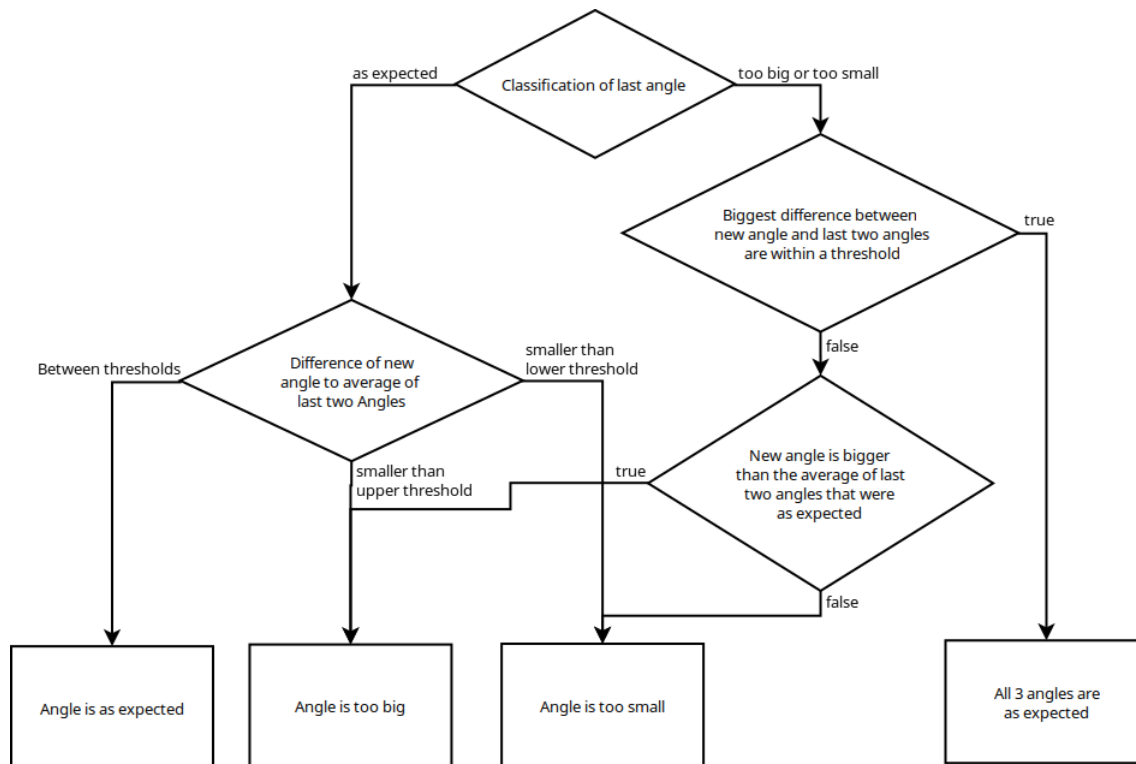 as expected
Classification of last angle
too big or too small
Biggest difference between
new angle and last two angles
are within a threshold
true
false
Between thresholds
Difference of new
angle to average of
last two Angles
smaller than
lower threshold
smaller than
upper threshold
true
New angle is bigger
than the average of last
two angles that were
as expected
false
Angle is as expected
Angle is too big
Angle is too small
All 3 angles are
as expected